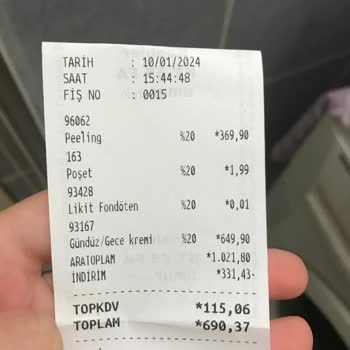 TARİH : 10/01/2024
SAAT : 15:44:48
FİŞ NO : 0015
96062
Peeling %20 *369,90
163
Poşet %20 *1,99
93428
Likit Fondöten %20 *0,01
93167
Gündüz/Gece kremi %20 *649,90
ARATOPLAM *1.021,80
İNDİRİM *331,43-
TOPKDV *115,06
TOPLAM *690,37